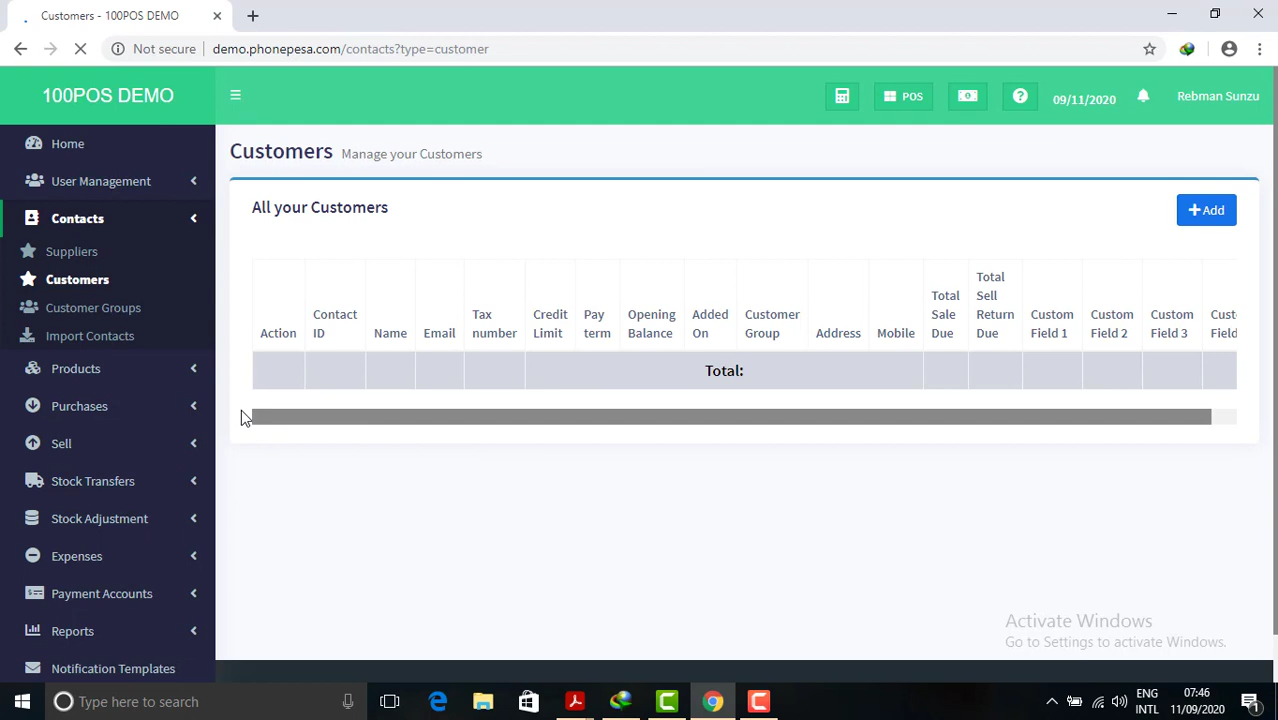 Customers - 100POS DEMO
Not secure
demo.phonepesa.com/contacts?type=customer
100POS DEMO
POS
09/11/2020
Rebman Sunzu
Home
User Management
Contacts
Suppliers
Customers
Customer Groups
Import Contacts
Products
Purchases
Sell
Stock Transfers
Stock Adjustment
Expenses
Payment Accounts
Reports
Notification Templates
Customers Manage your Customers
All your Customers
Add
Action
Contact ID
Name
Email
Tax number
Credit Limit
Pay term
Opening Balance
Added On
Customer Group
Address
Mobile
Total Sale Due
Total Sell Return Due
Custom Field 1
Custom Field 2
Custom Field 3
Total:
Activate Windows
Go to Settings to activate Windows.
Type here to search
ENG
INTL
07:46
11/09/2020
1